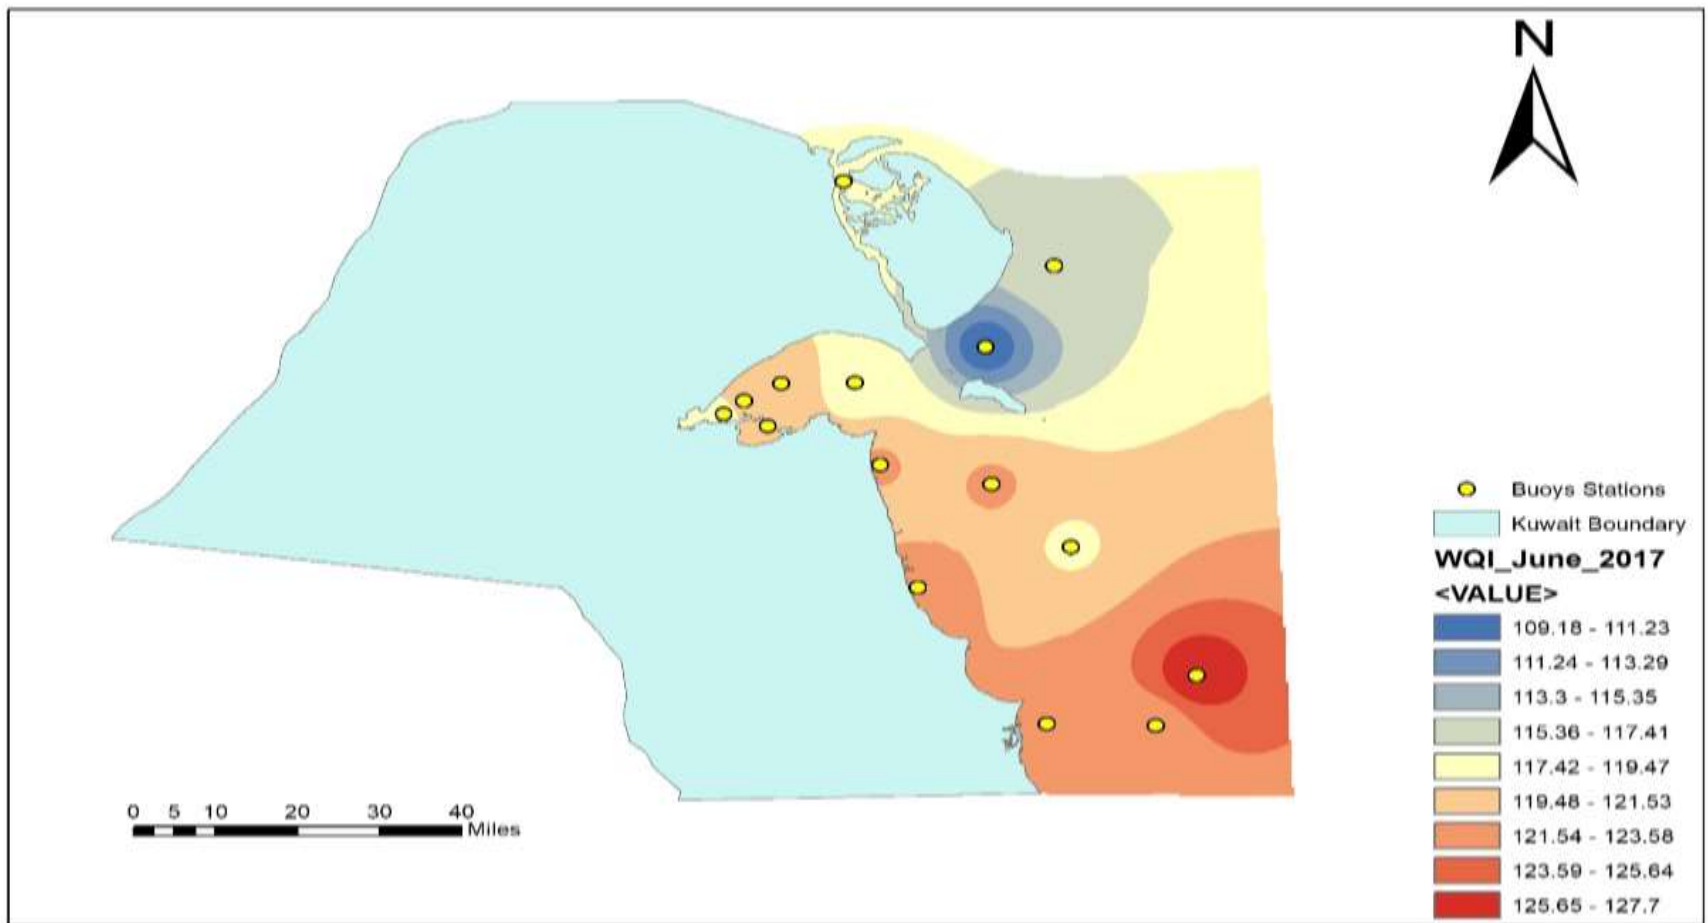 N
Buoys Stations
Kuwait Boundary
WQI_June_2017
<VALUE>
109.18 - 111.23
111.24 - 113.29
113.3 - 115.35
115.36 - 117.41
117.42 - 119.47
119.48 - 121.53
121.54 - 123.58
123.59 - 125.64
125.65 - 127.7
0 5 10 20 30 40
Miles